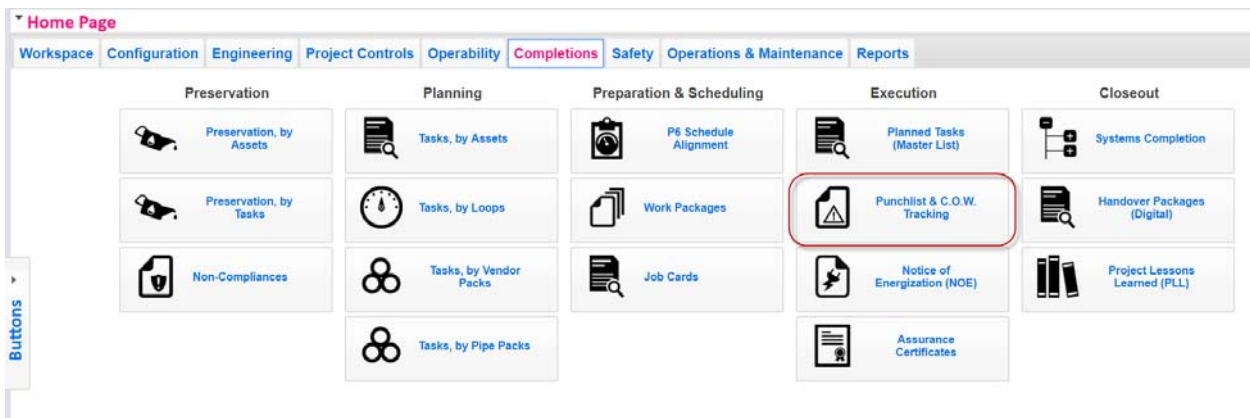 Home Page
Workspace Configuration Engineering Project Controls Operability Completions Safety Operations & Maintenance Reports
Preservation
Preservation, by
Assets
Preservation, by
Tasks
Non-Compliances
Planning
Tasks, by Assets
Tasks, by Loops
Tasks, by Vendor
Packs
Tasks, by Pipe Packs
Preparation & Scheduling
P6 Schedule
Alignment
Work Packages
Job Cards
Execution
Planned Tasks
(Master List)
Punchlist & C.O.W.
Tracking
Notice of
Energization (NOE)
Assurance
Certificates
Closeout
Systems Completion
Handover Packages
(Digital)
Project Lessons
Learned (PLL)
Buttons